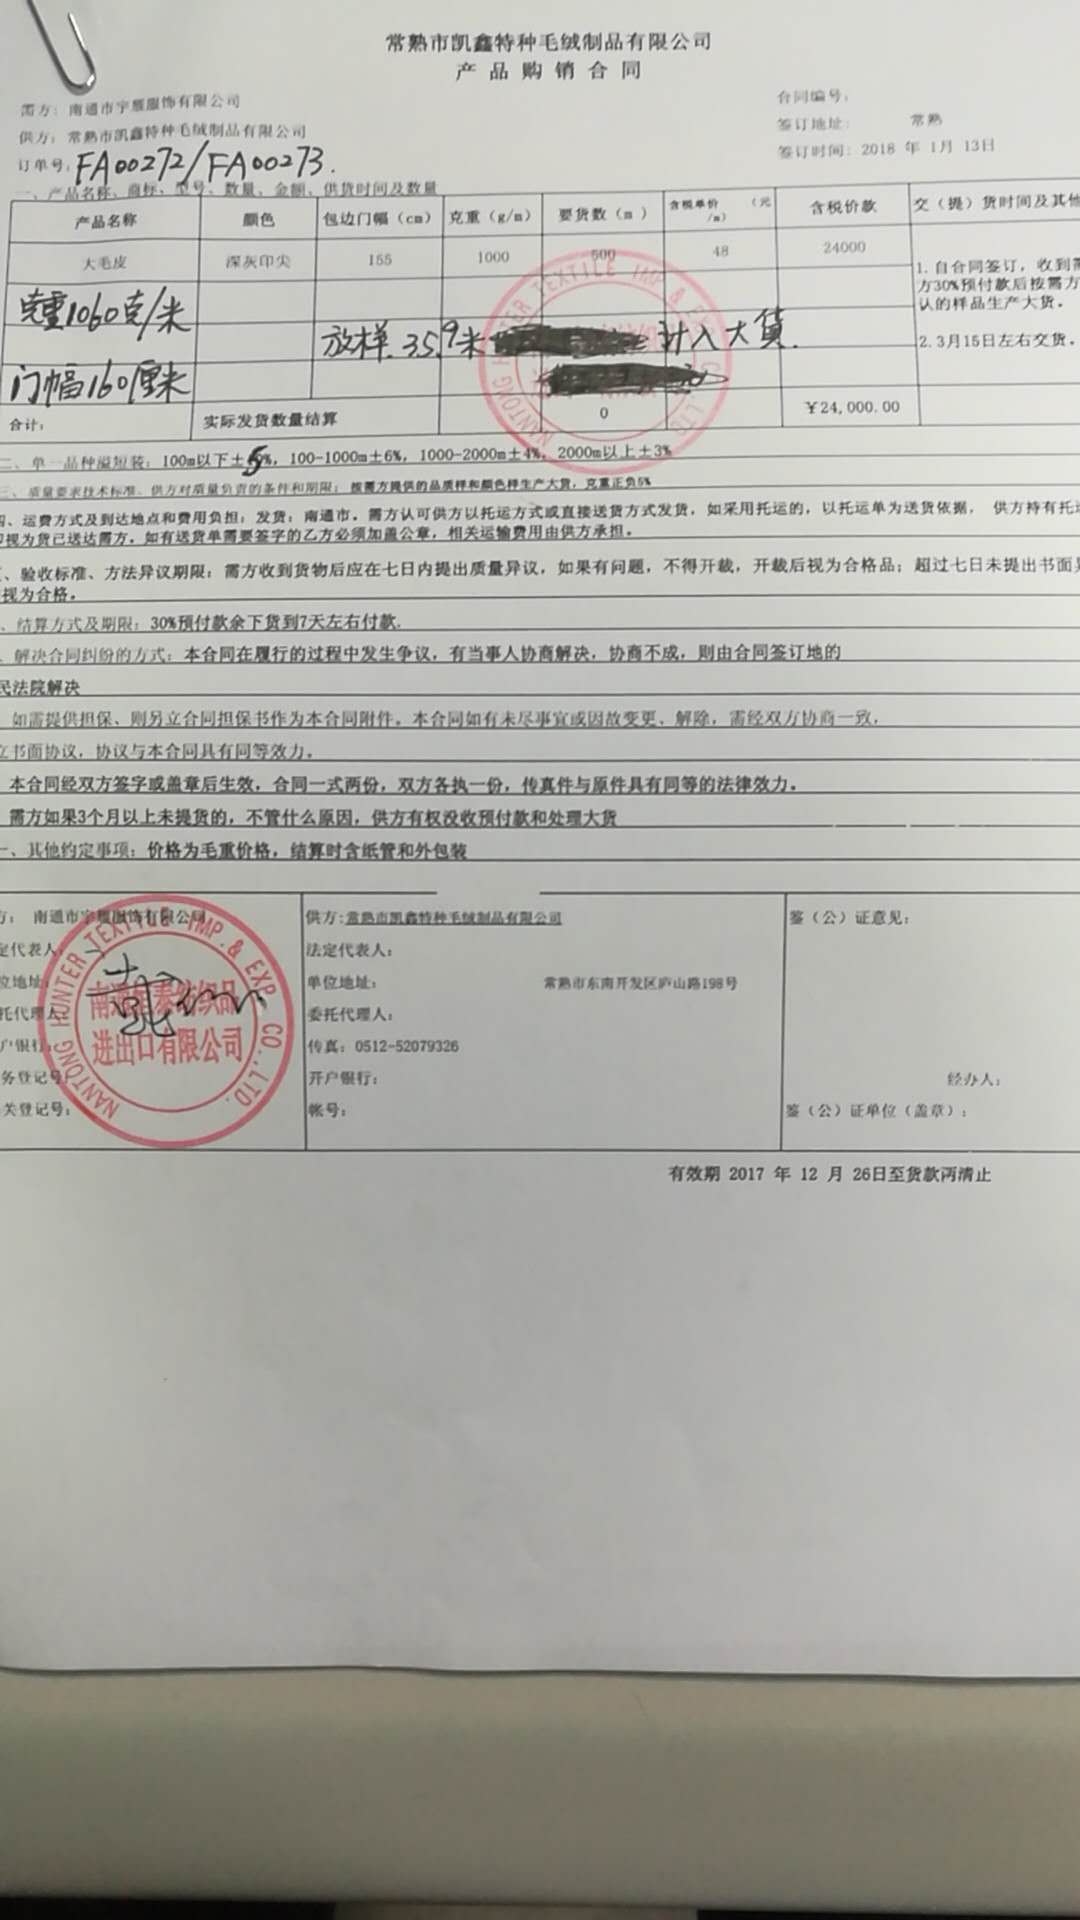 常熟市凯鑫特种毛绒制品有限公司
产品购销合同
需方：南通市宇雁服饰有限公司
合同编号：
供方：常熟市凯鑫特种毛绒制品有限公司
签订地址： 常熟
订单号：FA00272/FA00273.
签订时间：2018 年 1月 13日
一、产品名称、商标、型号、数量、金额、供货时间及数量
产品名称 颜色 包边门幅（cm） 克重（g/m） 要货数（m ） 含税单价 （元/m） 含税价款 交（提）货时间及其他
大毛皮 深灰印尖 155 1000 500 48 24000
1.自合同签订，收到需
方30%预付款后按需方
认的样品生产大货。
2.3月15日左右交货。
克重1060克/米
放样.35.9米 计入大货.
门幅160厘米
合计： 实际发货数量结算 0 ￥24,000.00
二、单一品种溢短装：100m以下±5%，100-1000m±6%，1000-2000m±4%，2000m以上±3%
三、质量要求技术标准、供方对质量负责的条件和期限：按需方提供的品质样和颜色样生产大货，克重正负5%
四、运费方式及到达地点和费用负担：发货：南通市。需方认可供方以托运方式或直接送货方式发货，如采用托运的，以托运单为送货依据， 供方持有托运
即视为货已送达需方。如有送货单需要签字的乙方必须加盖公章，相关运输费用由供方承担。
、验收标准、方法异议期限：需方收到货物后应在七日内提出质量异议，如果有问题，不得开裁，开裁后视为合格品；超过七日未提出书面异
视为合格。
、结算方式及期限：30%预付款余下货到7天左右付款.
、解决合同纠纷的方式：本合同在履行的过程中发生争议，有当事人协商解决，协商不成，则由合同签订地的
民法院解决
如需提供担保、则另立合同担保书作为本合同附件。本合同如有未尽事宜或因故变更、解除，需经双方协商一致，
立书面协议，协议与本合同具有同等效力。
本合同经双方签字或盖章后生效，合同一式两份，双方各执一份，传真件与原件具有同等的法律效力。
需方如果3个月以上未提货的，不管什么原因，供方有权没收预付款和处理大货
一、其他约定事项：价格为毛重价格，结算时含纸管和外包装
方： 南通市宇雁服饰有限公司
定代表人：
位地址：
托代理人：
户银行：
务登记号：
关登记号：
NANTONG HUNTER TEXTILE IMP. & EXP CO.,LTD.
南通恒泰纺织品
进出口有限公司
供方：常熟市凯鑫特种毛绒制品有限公司
法定代表人：
单位地址： 常熟市东南开发区庐山路198号
委托代理人：
传真：0512-52079326
开户银行：
帐号：
鉴（公）证意见：
经办人：
鉴（公）证单位（盖章）：
有效期 2017 年 12 月 26日至货款两清止